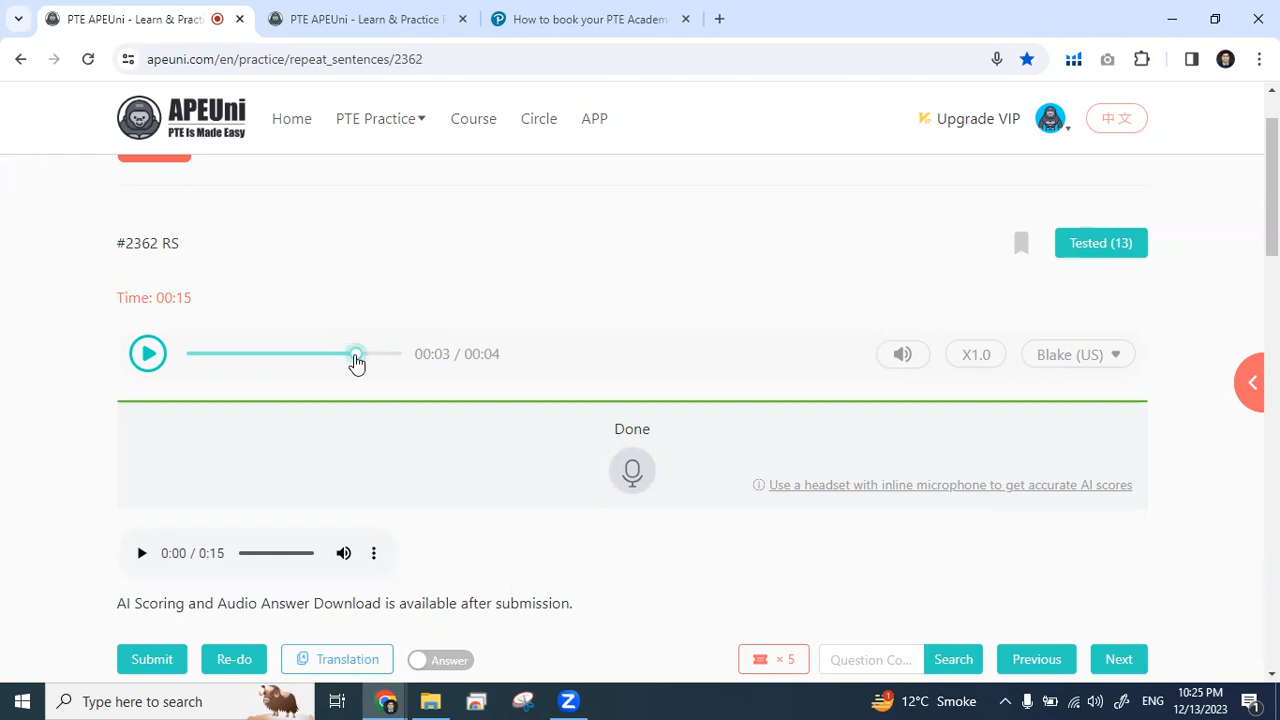 PTE APEUni - Learn & Practi
PTE APEUni - Learn & Practice F
How to book your PTE Academ
apeuni.com/en/practice/repeat_sentences/2362
APEUni
PTE Is Made Easy
Home
PTE Practice
Course
Circle
APP
Upgrade VIP
中文
#2362 RS
Tested (13)
Time: 00:15
00:03 / 00:04
X1.0
Blake (US)
Done
Use a headset with inline microphone to get accurate AI scores
0:00 / 0:15
AI Scoring and Audio Answer Download is available after submission.
Submit
Re-do
Translation
Answer
× 5
Question Co...
Search
Previous
Next
Type here to search
1
12°C Smoke
ENG
10:25 PM
12/13/2023
1